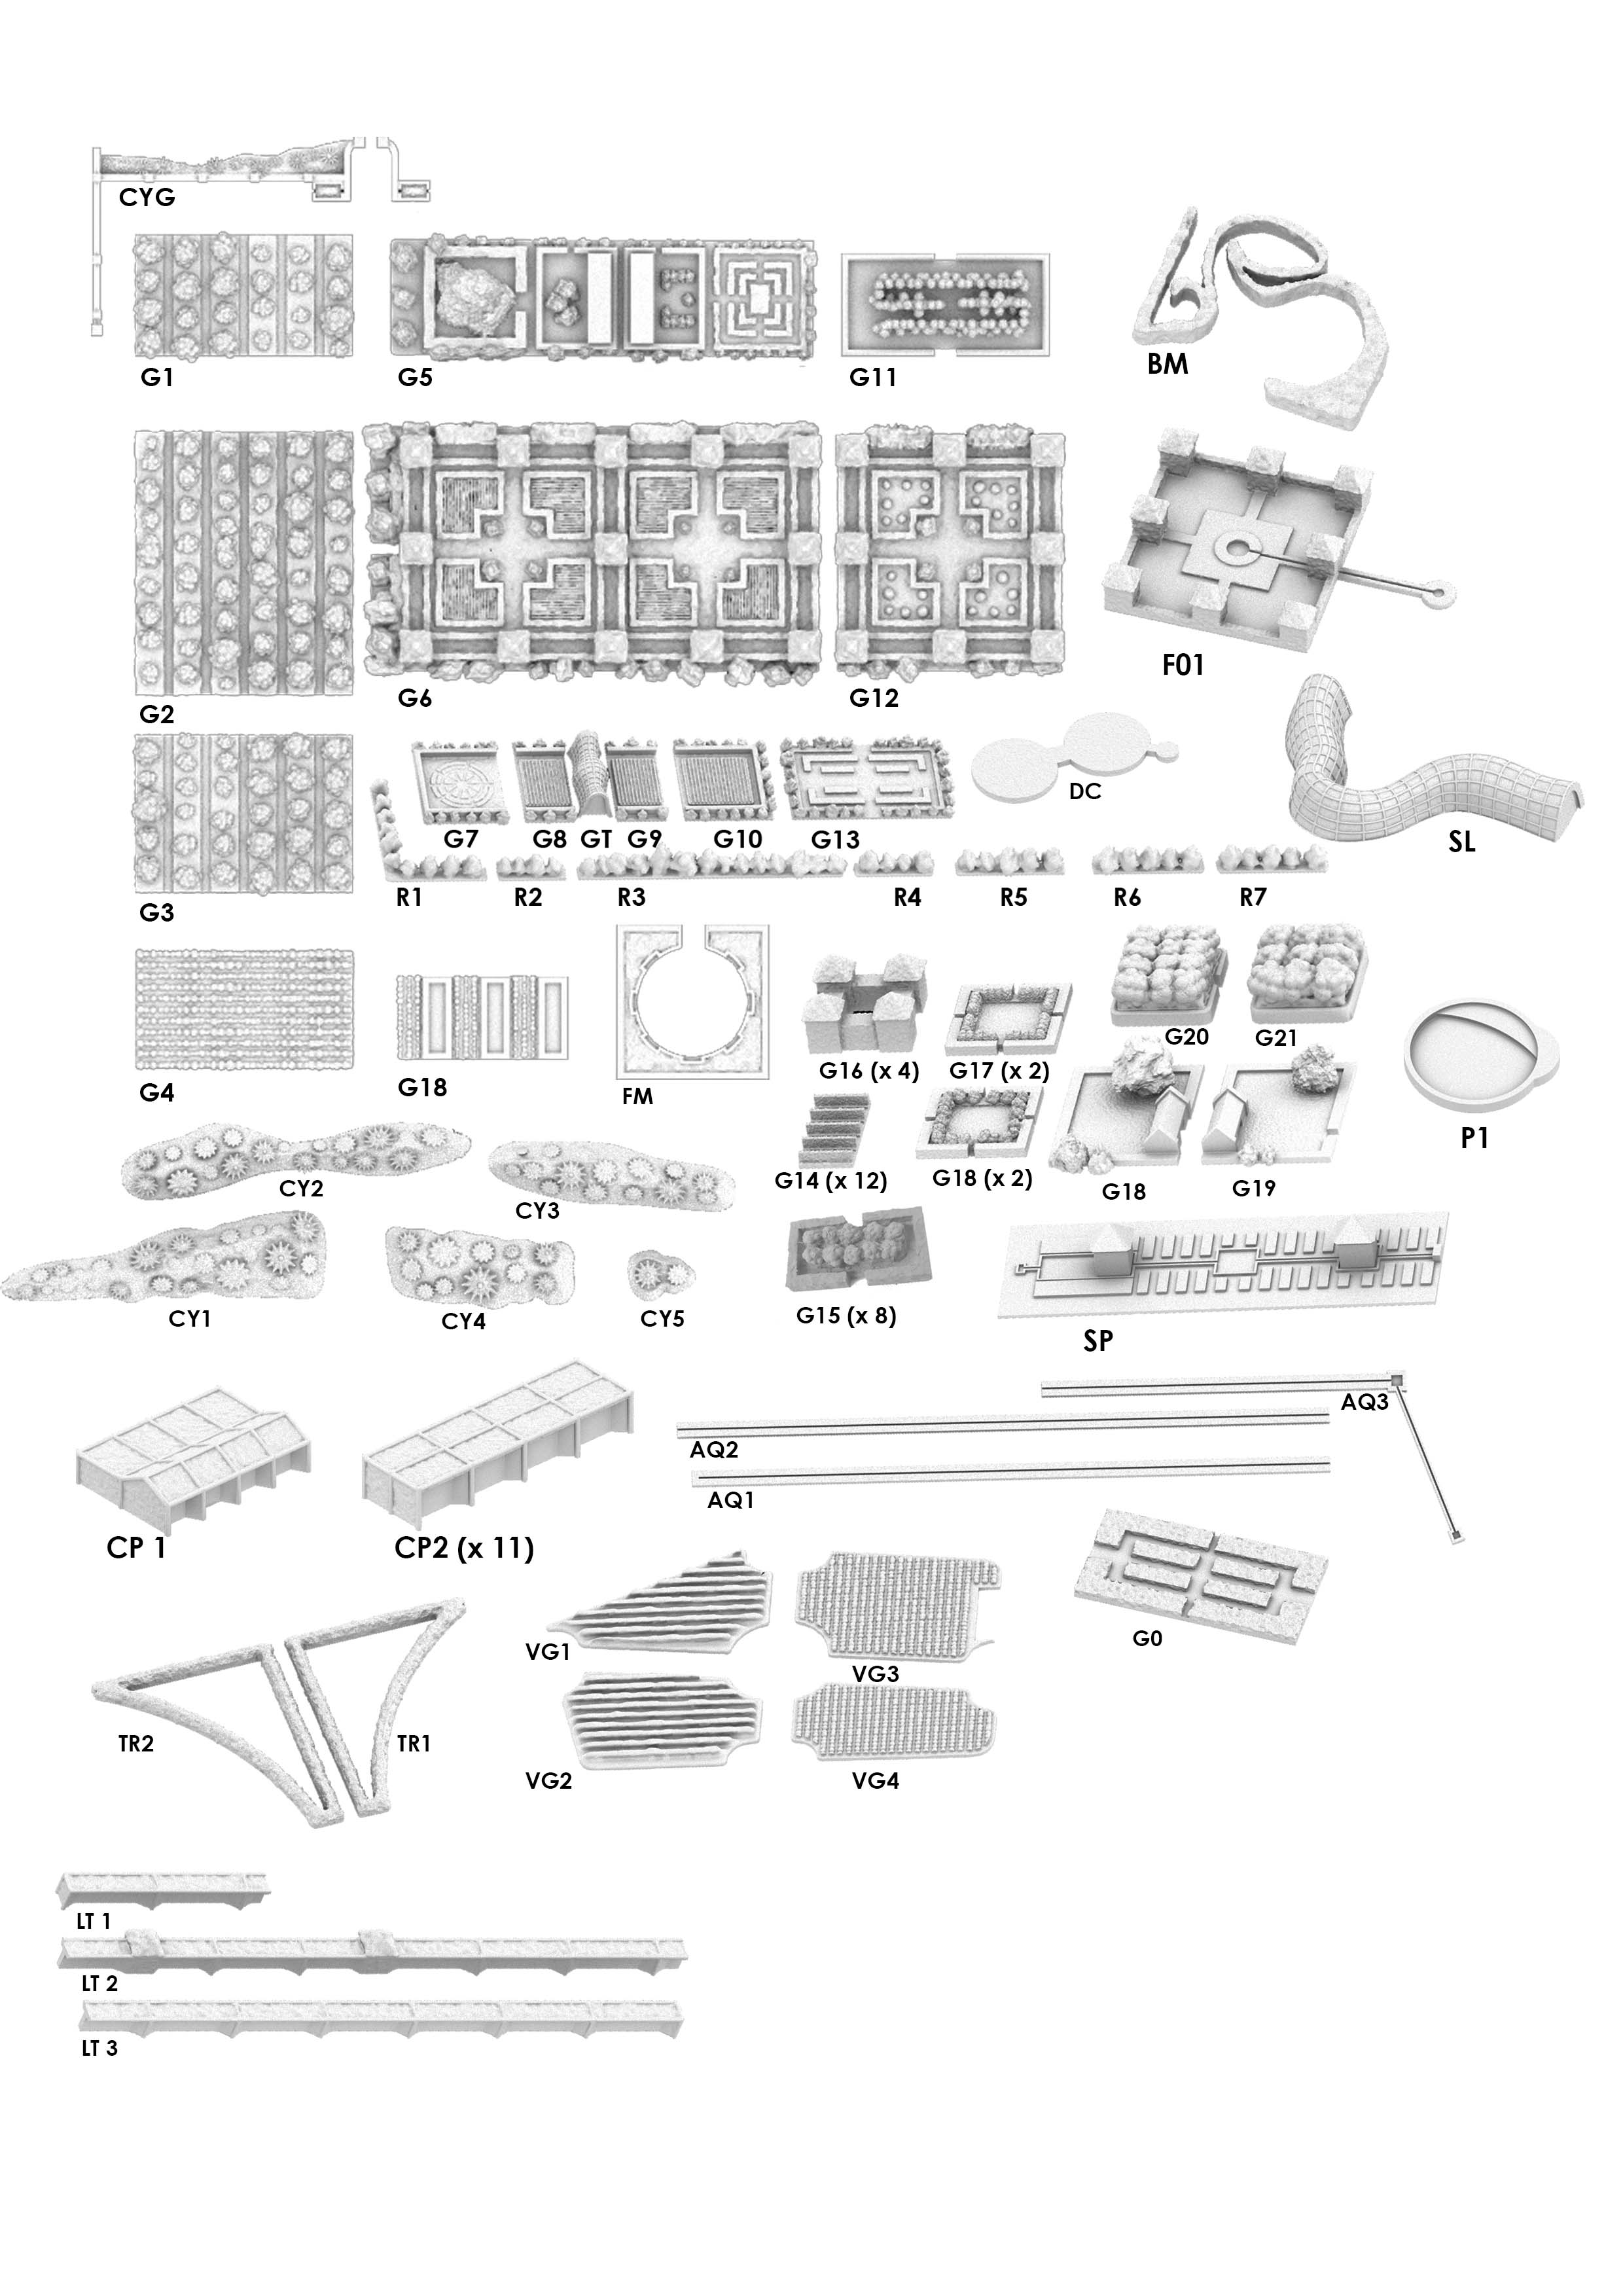 CYG
G1
G5
G11
BM
G2
G6
G12
F01
G7
G8
GT
G9
G10
G13
DC
SL
R1
R2
R3
R4
R5
R6
R7
G3
G4
G18
FM
G16 (x 4)
G17 (x 2)
G20
G21
G14 (x 12)
G18 (x 2)
G18
G19
P1
CY2
CY3
CY1
CY4
CY5
G15 (x 8)
SP
CP 1
CP2 (x 11)
AQ3
AQ2
AQ1
VG1
VG3
G0
TR2
TR1
VG2
VG4
LT 1
LT 2
LT 3